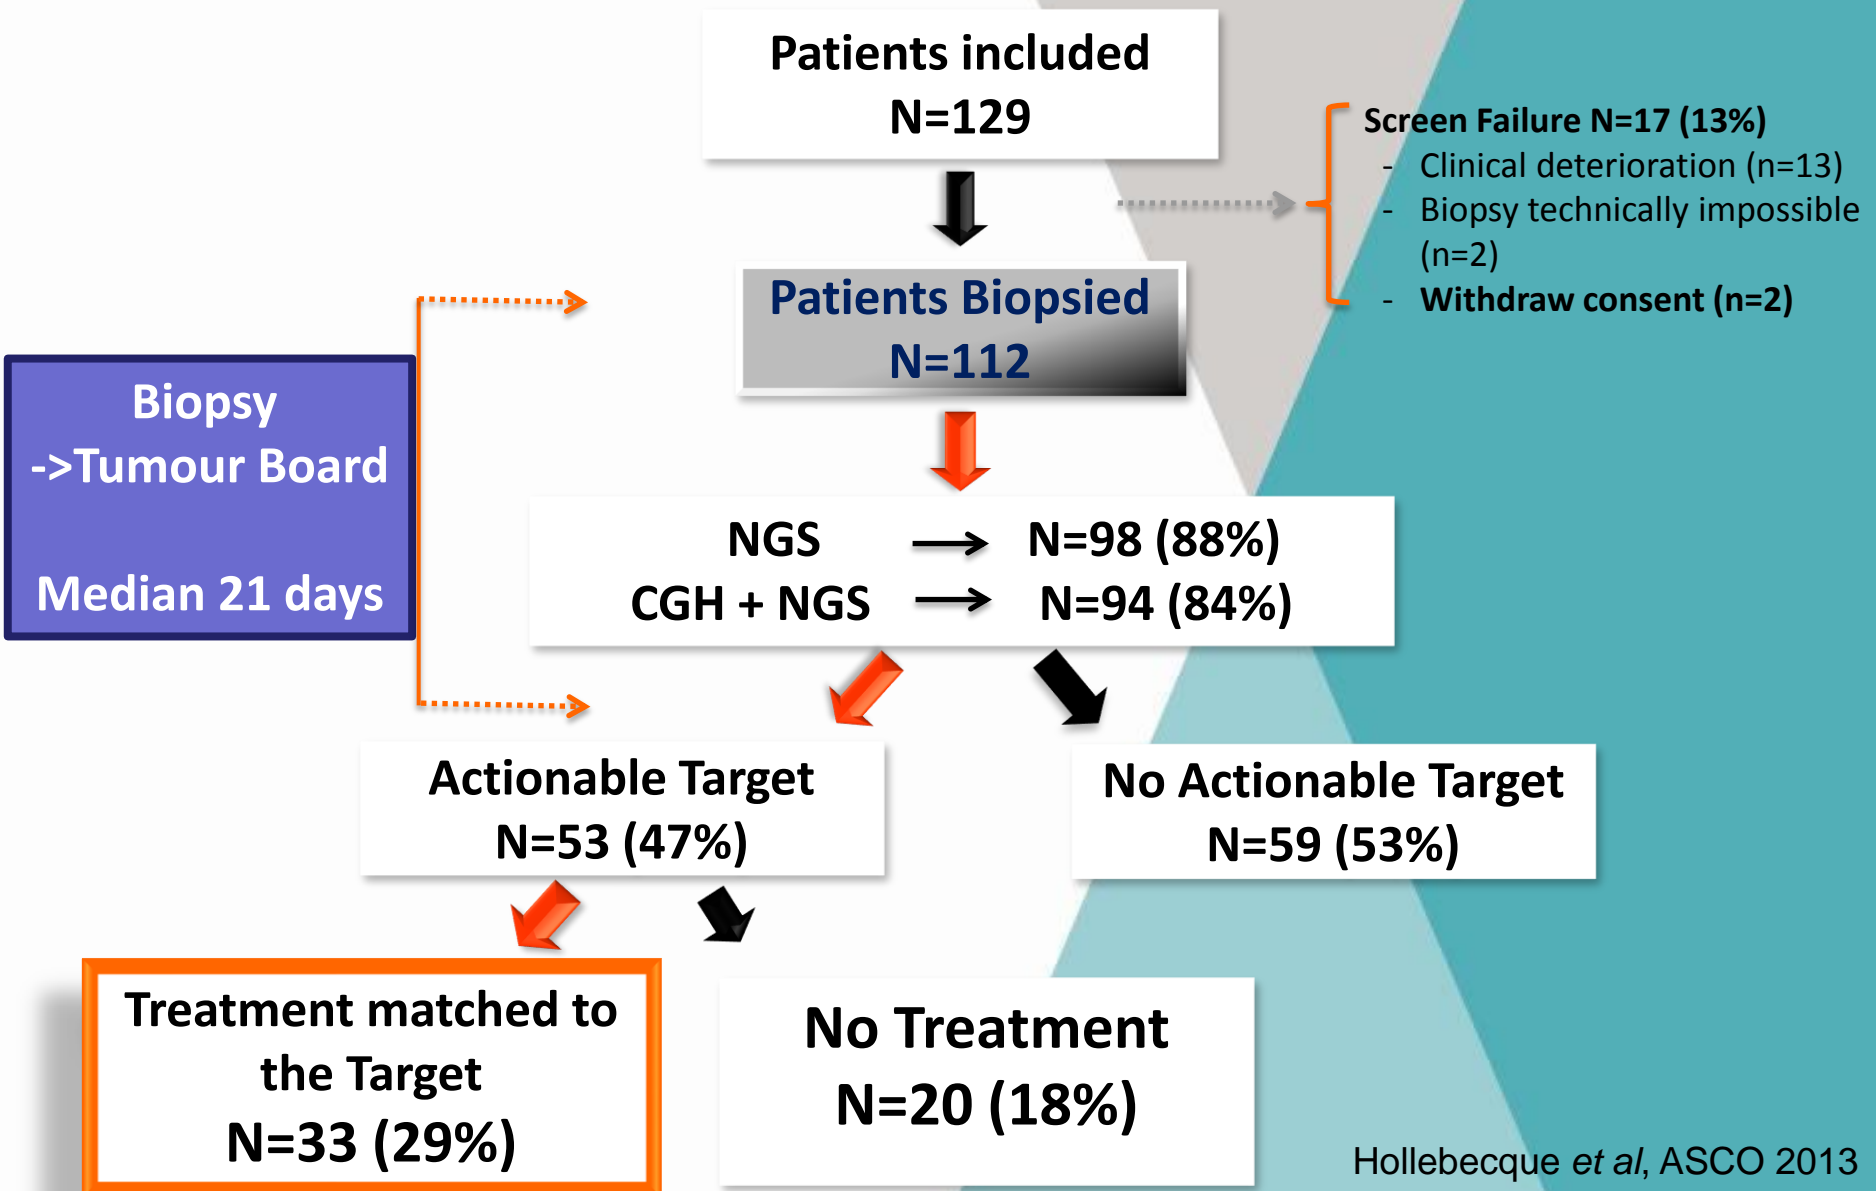 Patients included
N=129
Screen Failure N=17 (13%)
- Clinical deterioration (n=13)
- Biopsy technically impossible
(n=2)
- Withdraw consent (n=2)
Patients Biopsied
N=112
Biopsy
->Tumour Board
Median 21 days
NGS → N=98 (88%)
CGH + NGS → N=94 (84%)
Actionable Target
N=53 (47%)
No Actionable Target
N=59 (53%)
Treatment matched to
the Target
N=33 (29%)
No Treatment
N=20 (18%)
Hollebecque et al, ASCO 2013